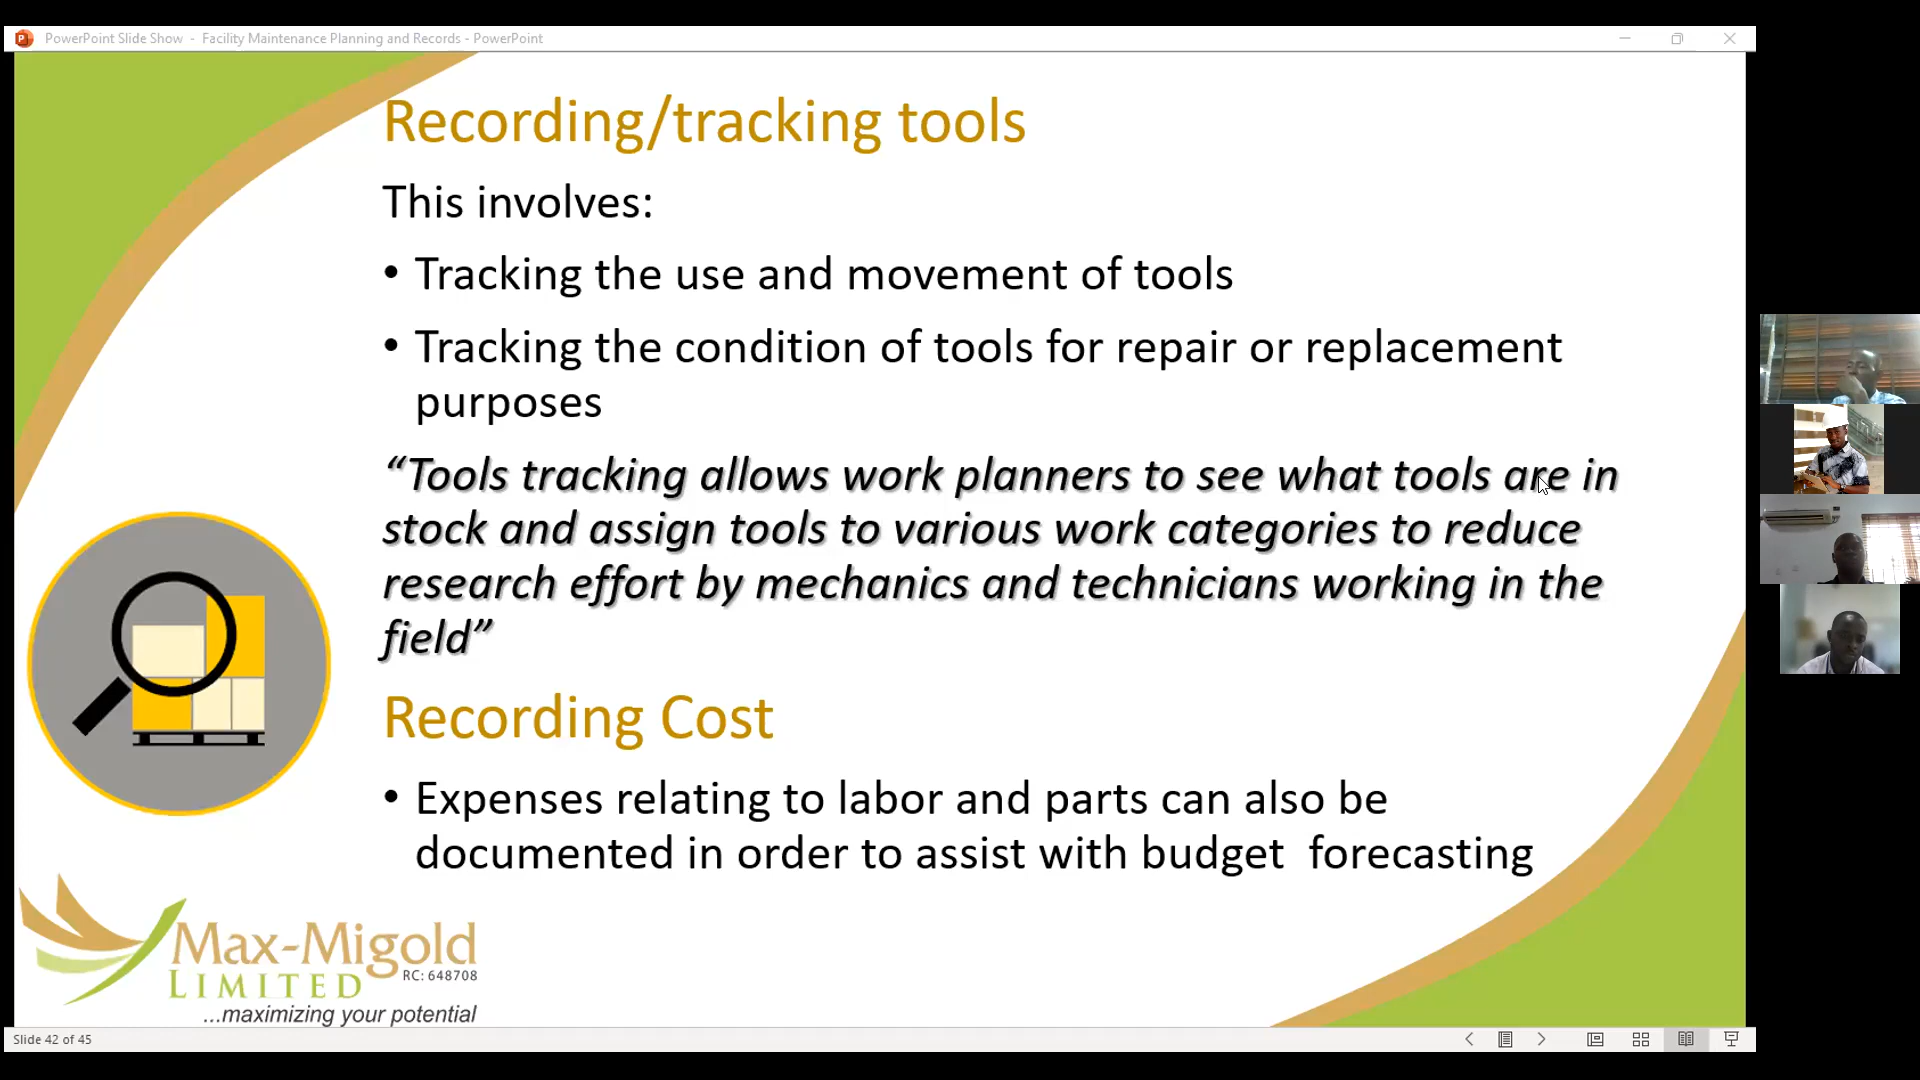 PowerPoint Slide Show - Facility Maintenance Planning and Records - PowerPoint
Recording/tracking tools
This involves:
• Tracking the use and movement of tools
• Tracking the condition of tools for repair or replacement
purposes
“Tools tracking allows work planners to see what tools are in
stock and assign tools to various work categories to reduce
research effort by mechanics and technicians working in the
field”
Recording Cost
• Expenses relating to labor and parts can also be
documented in order to assist with budget forecasting
Max-Migold
LIMITED
RC: 648708
...maximizing your potential
Slide 42 of 45